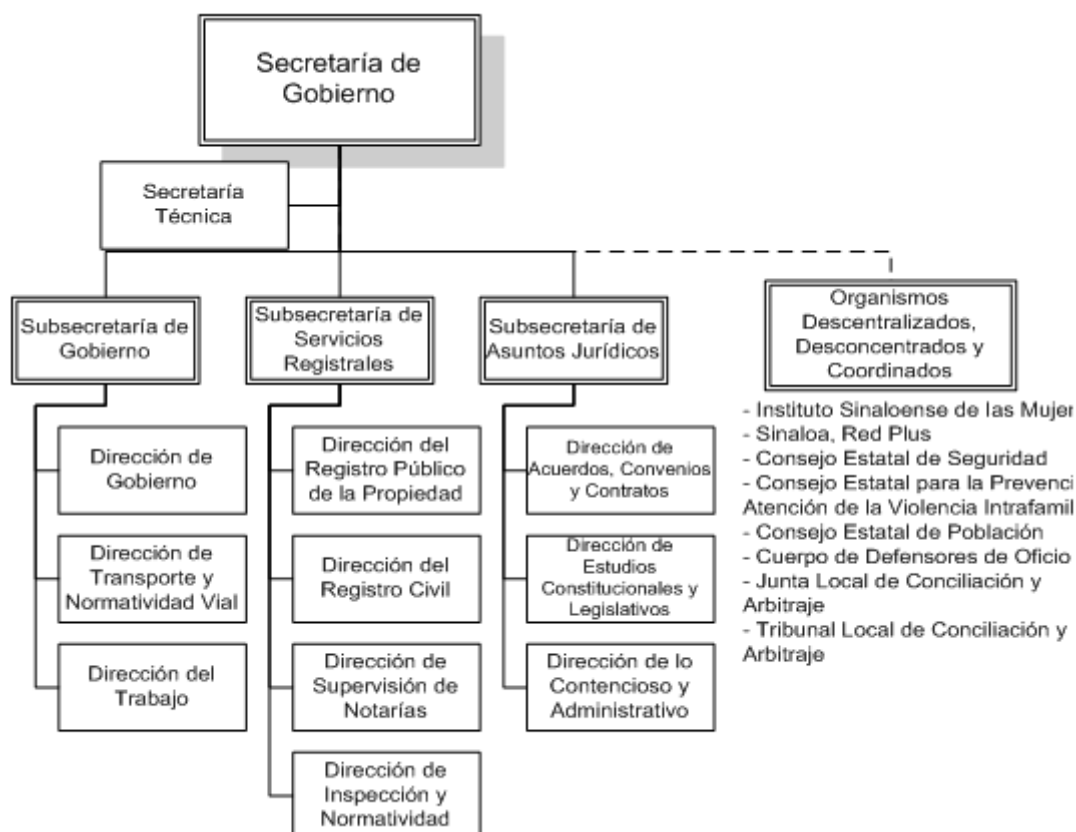 Secretaría de
Gobierno
Secretaría
Técnica
Subsecretaría de
Gobierno
Dirección de
Gobierno
Dirección de
Transporte y
Normatividad Vial
Dirección del
Trabajo
Subsecretaría de
Servicios
Registrales
Dirección del
Registro Público
de la Propiedad
Dirección del
Registro Civil
Dirección de
Supervisión de
Notarías
Dirección de
Inspección y
Normatividad
Subsecretaría de
Asuntos Jurídicos
Dirección de
Acuerdos, Convenios
y Contratos
Dirección de
Estudios
Constitucionales y
Legislativos
Dirección de lo
Contencioso y
Administrativo
Organismos
Descentralizados,
Desconcentrados y
Coordinados
- Instituto Sinaloense de las Mujer
- Sinaloa, Red Plus
- Consejo Estatal de Seguridad
- Consejo Estatal para la Prevenci
Atención de la Violencia Intrafamil
- Consejo Estatal de Población
- Cuerpo de Defensores de Oficio
- Junta Local de Conciliación y
Arbitraje
- Tribunal Local de Conciliación y
Arbitraje